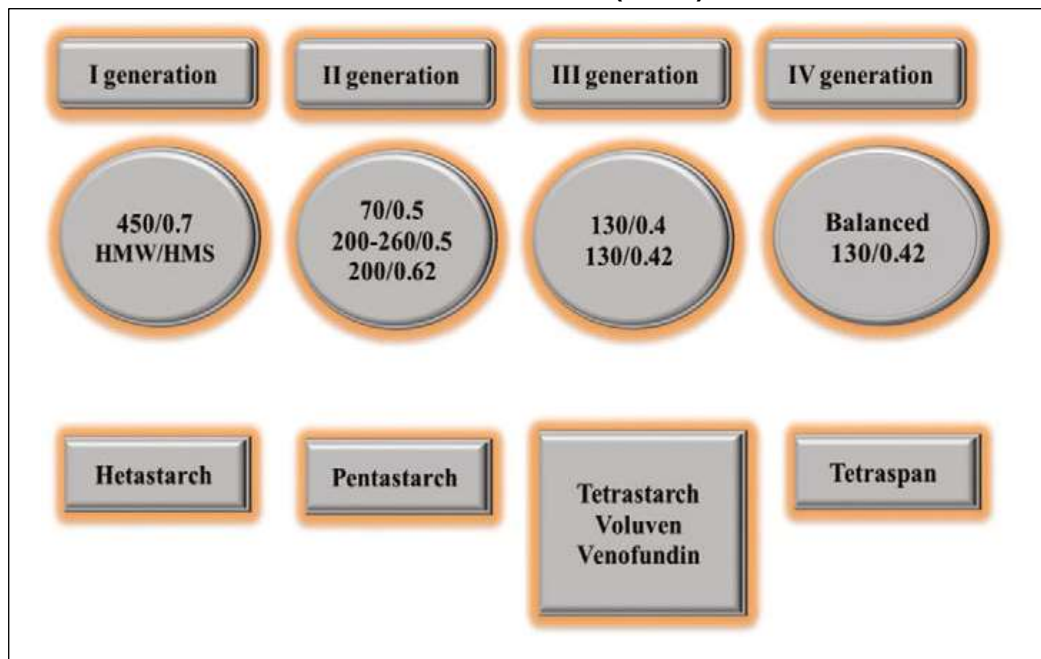 I generation
II generation
III generation
IV generation
450/0.7
HMW/HMS
70/0.5
200-260/0.5
200/0.62
130/0.4
130/0.42
Balanced
130/0.42
Hetastarch
Pentastarch
Tetrastarch
Voluven
Venofundin
Tetraspan